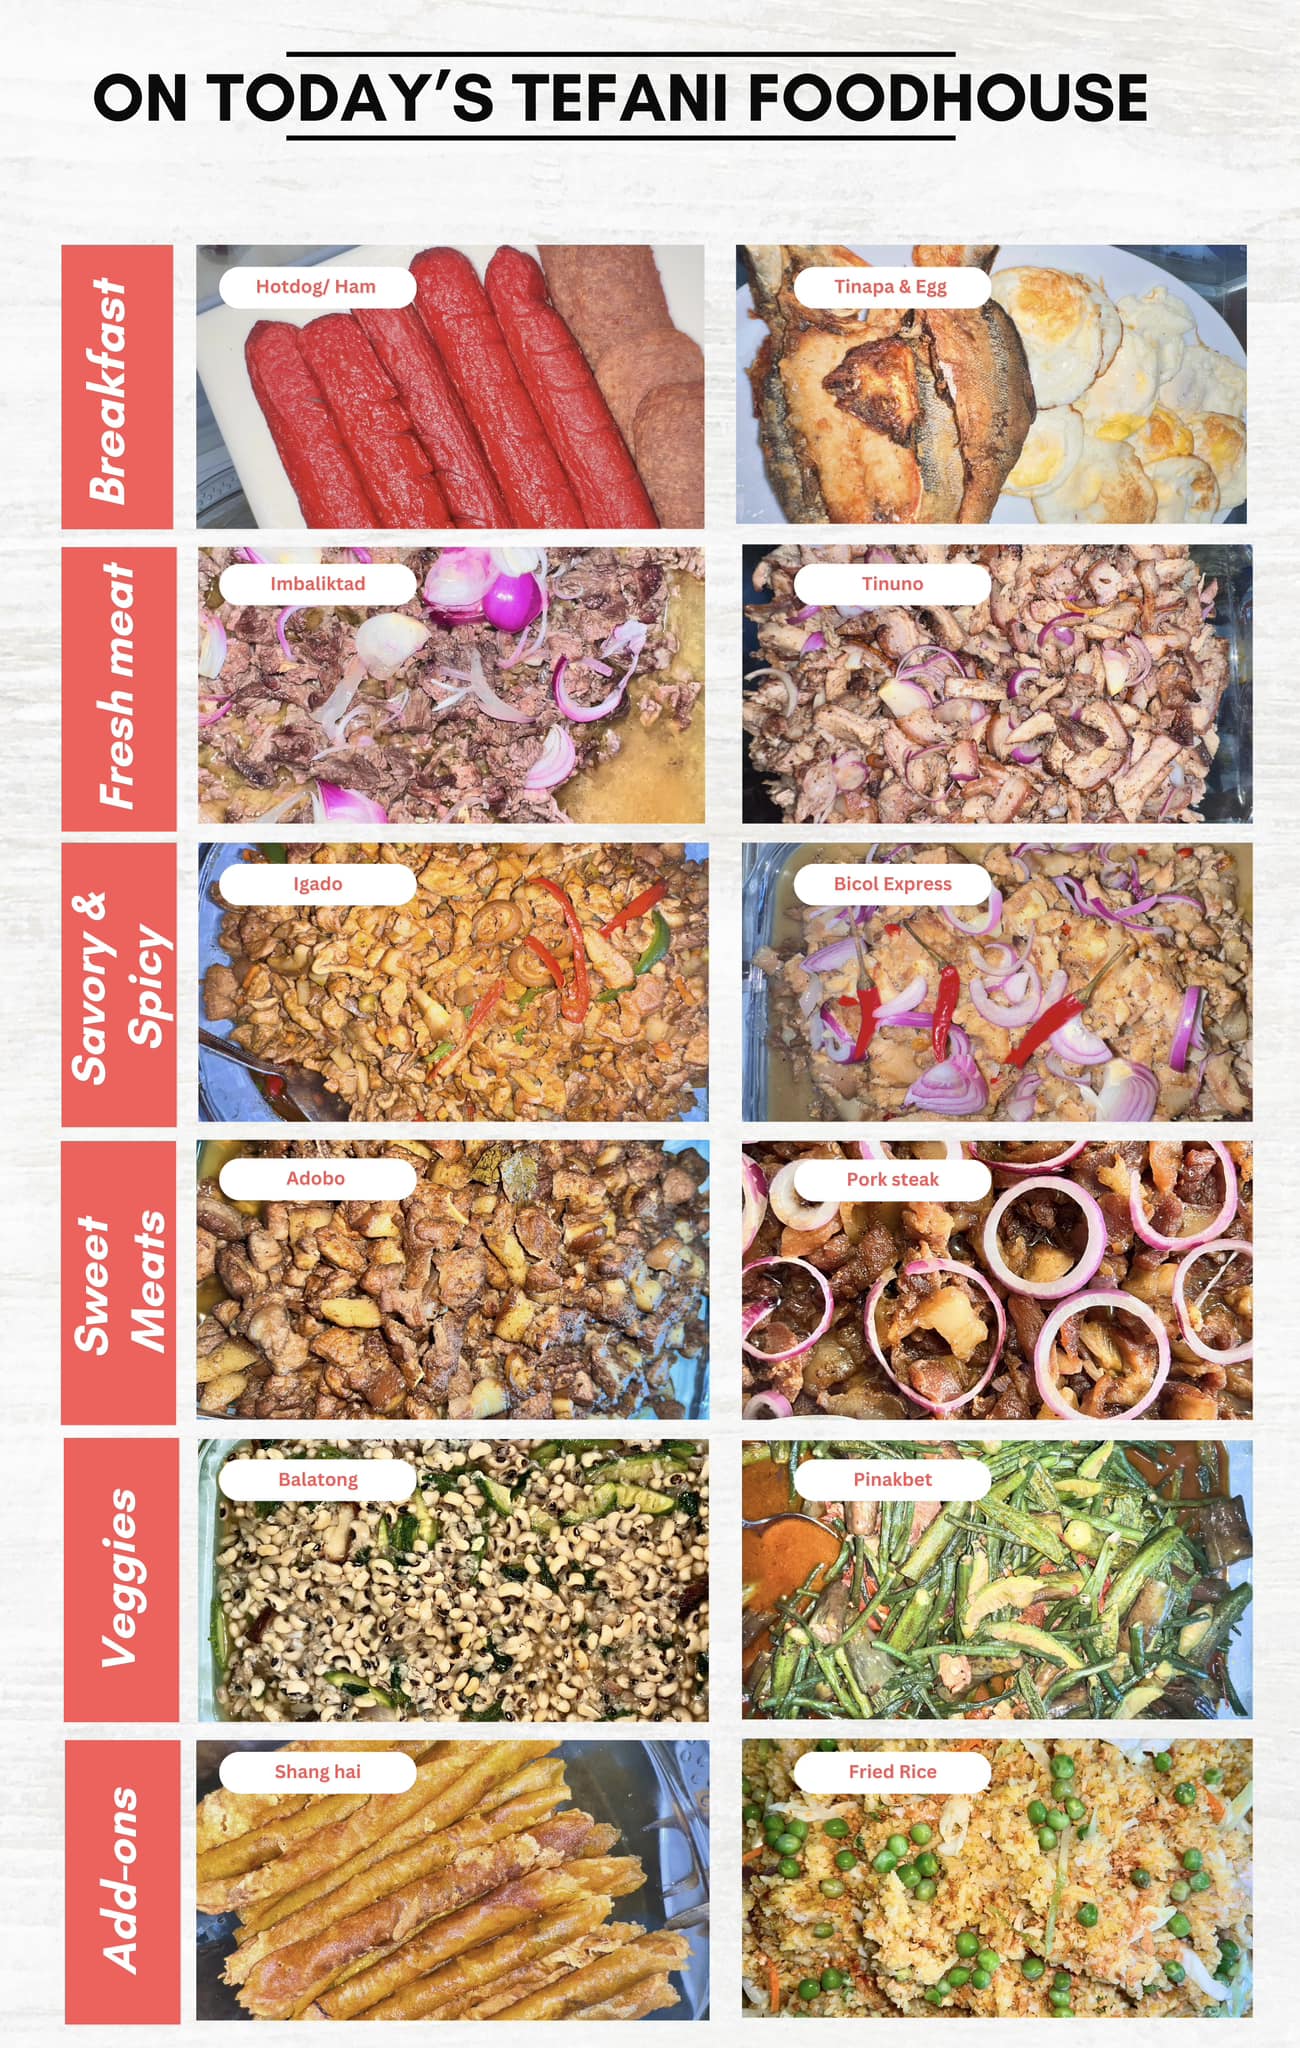 ON TODAY’S TEFANI FOODHOUSE
Breakfast
Hotdog/ Ham
Tinapa & Egg
Fresh meat
Imbaliktad
Tinuno
Savory &
Spicy
Igado
Bicol Express
Sweet
Meats
Adobo
Pork steak
Veggies
Balatong
Pinakbet
Add-ons
Shang hai
Fried Rice